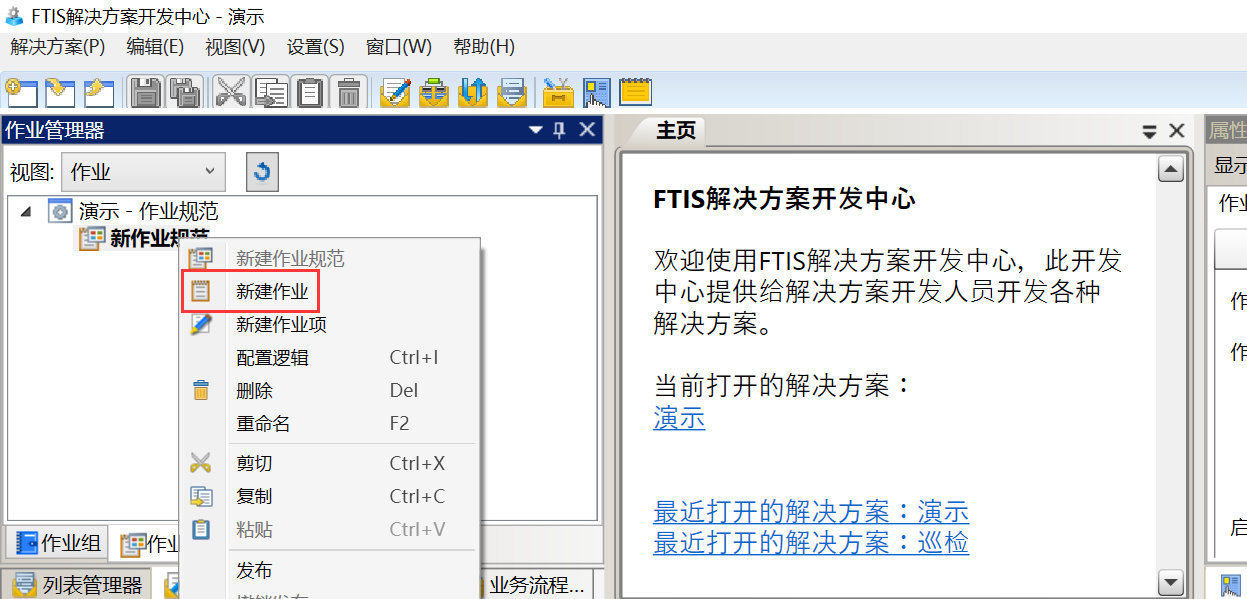 FTIS解决方案开发中心 - 演示
解决方案(P) 编辑(E) 视图(V) 设置(S) 窗口(W) 帮助(H)
作业管理器
视图: 作业
演示 - 作业规范
新作业规范
新建作业规范
新建作业
新建作业项
配置逻辑 Ctrl+I
删除 Del
重命名 F2
剪切 Ctrl+X
复制 Ctrl+C
粘贴 Ctrl+V
发布
作业组 作业
列表管理器 业务流程...
主页
FTIS解决方案开发中心
欢迎使用FTIS解决方案开发中心，此开发
中心提供给解决方案开发人员开发各种
解决方案。
当前打开的解决方案：
演示
最近打开的解决方案：演示
最近打开的解决方案：巡检
属性
显示
作业
作
作
启